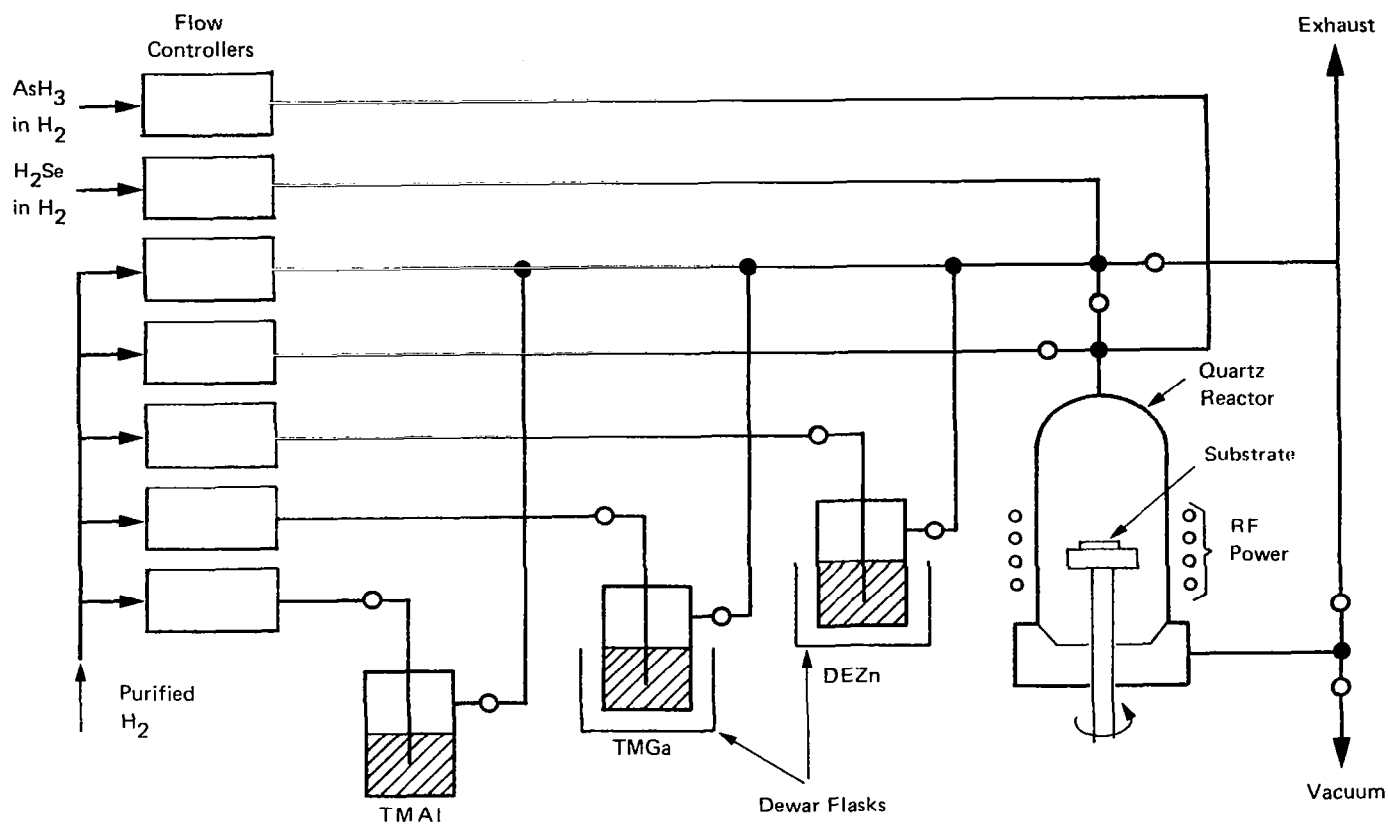 Flow
Controllers
Exhaust
AsH3
in H2
H2Se
in H2
Quartz
Reactor
Substrate
RF
Power
DEZn
Purified
H2
TMGa
TMAl
Dewar Flasks
Vacuum